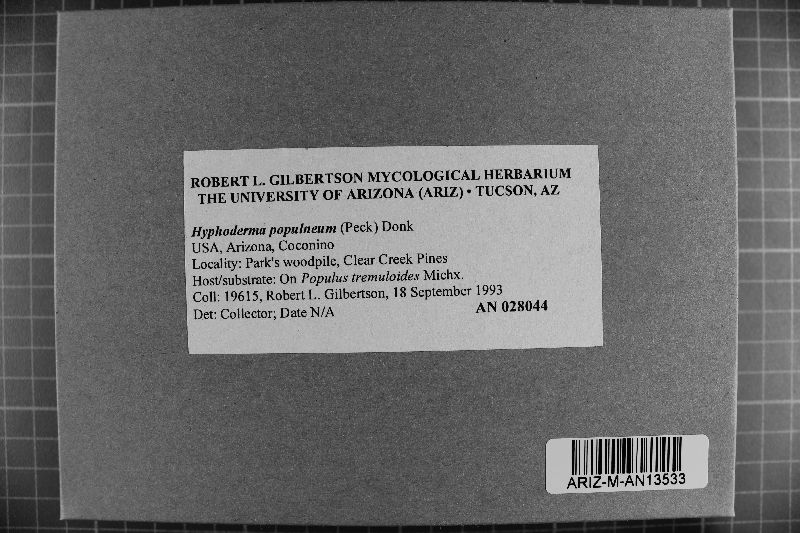 ROBERT L. GILBERTSON MYCOLOGICAL HERBARIUM
THE UNIVERSITY OF ARIZONA (ARIZ) • TUCSON, AZ
Hyphoderma populneum (Peck) Donk
USA, Arizona, Coconino
Locality: Park's woodpile, Clear Creek Pines
Host/substrate: On Populus tremuloides Michx.
Coll: 19615, Robert L. Gilbertson, 18 September 1993
Det: Collector; Date N/A AN 028044
ARIZ-M-AN13533